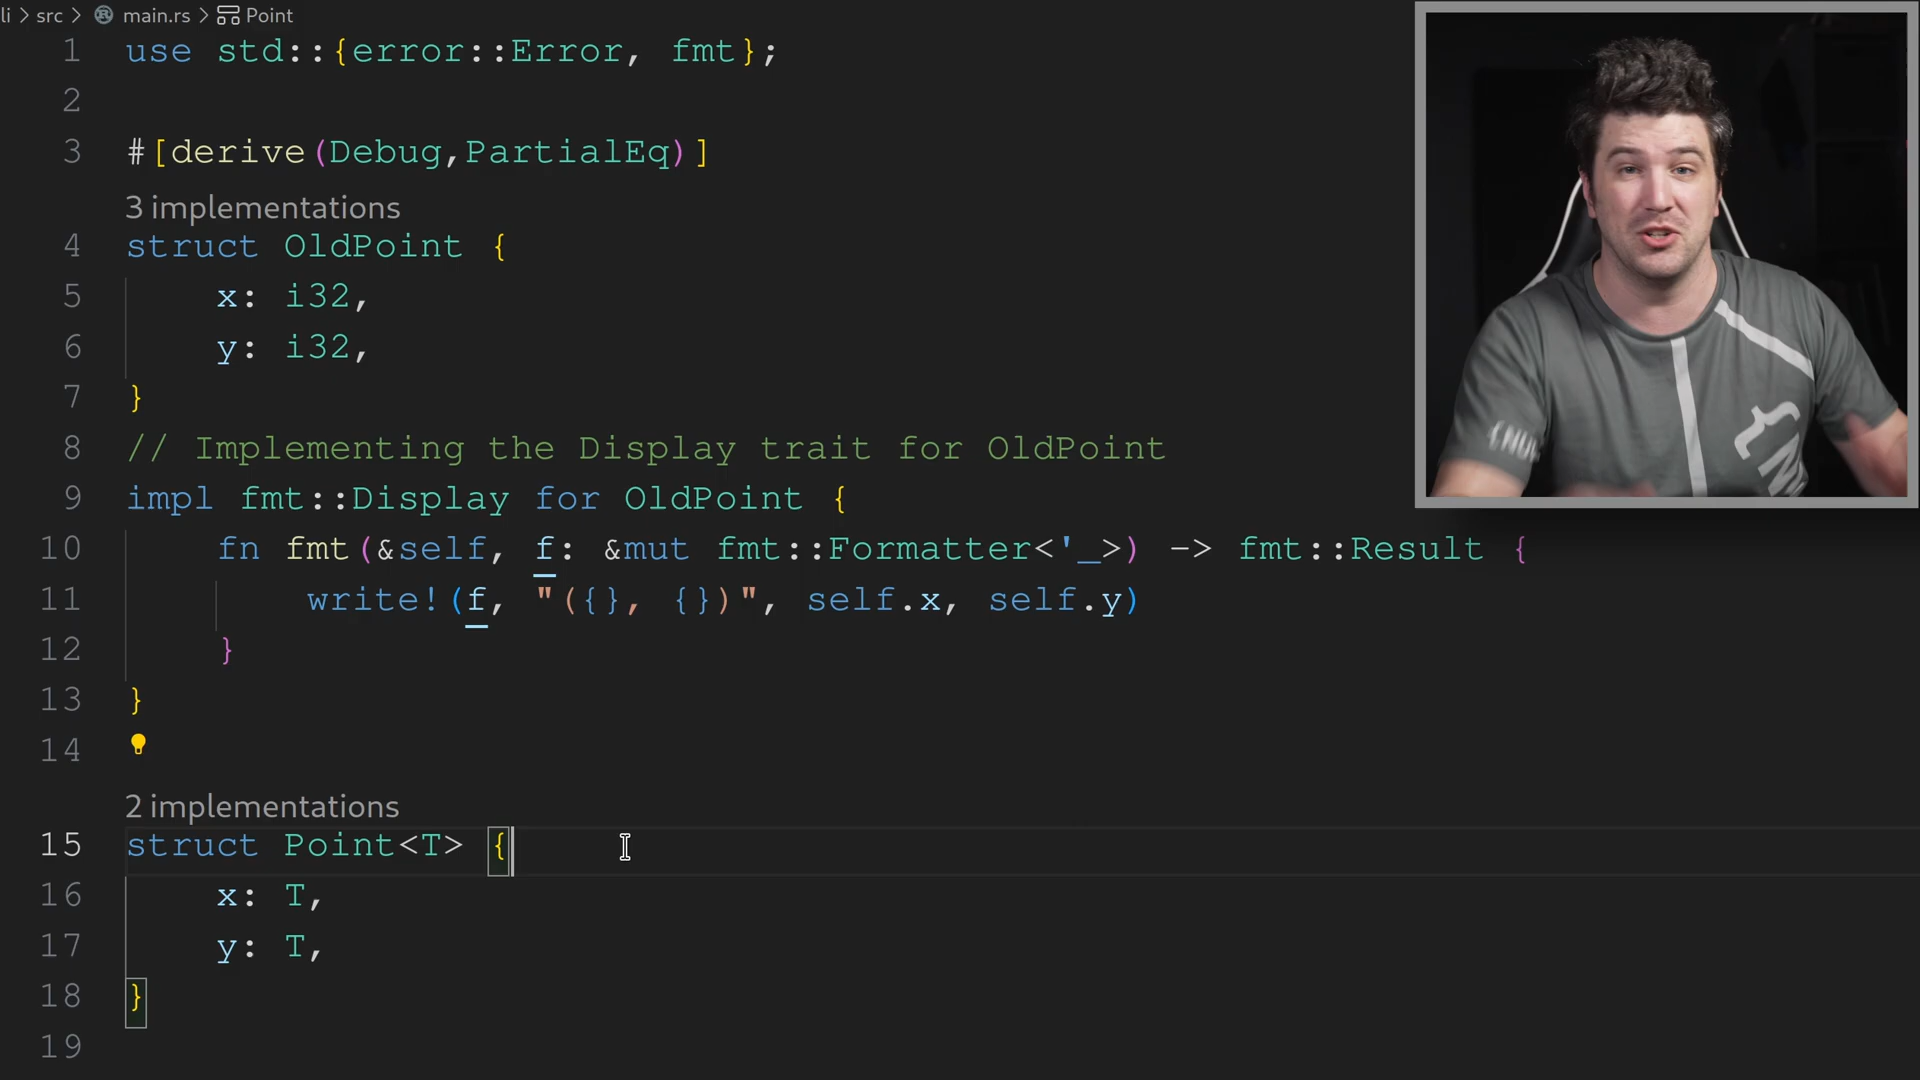 li > src > main.rs > Point
1 use std::{error::Error, fmt};
2
3 #[derive(Debug,PartialEq)]
3 implementations
4 struct OldPoint {
5 x: i32,
6 y: i32,
7 }
8 // Implementing the Display trait for OldPoint
9 impl fmt::Display for OldPoint {
10 fn fmt(&self, f: &mut fmt::Formatter<'_>) -> fmt::Result {
11 write!(f, "({}, {})", self.x, self.y)
12 }
13 }
14
2 implementations
15 struct Point<T> {
16 x: T,
17 y: T,
18 }
19